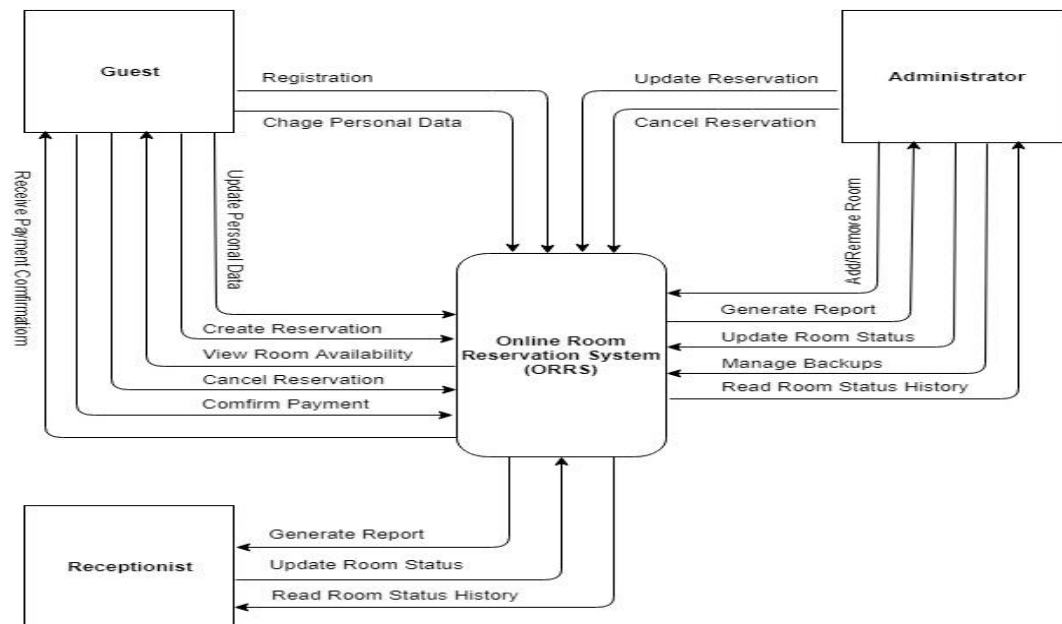 Guest
Administrator
Registration
Chage Personal Data
Update Reservation
Cancel Reservation
Receive Payment Comfirmatiom
Update Personal Data
Add/Remove Room
Create Reservation
View Room Availability
Cancel Reservation
Comfirm Payment
Online Room
Reservation System
(ORRS)
Generate Report
Update Room Status
Manage Backups
Read Room Status History
Receptionist
Generate Report
Update Room Status
Read Room Status History